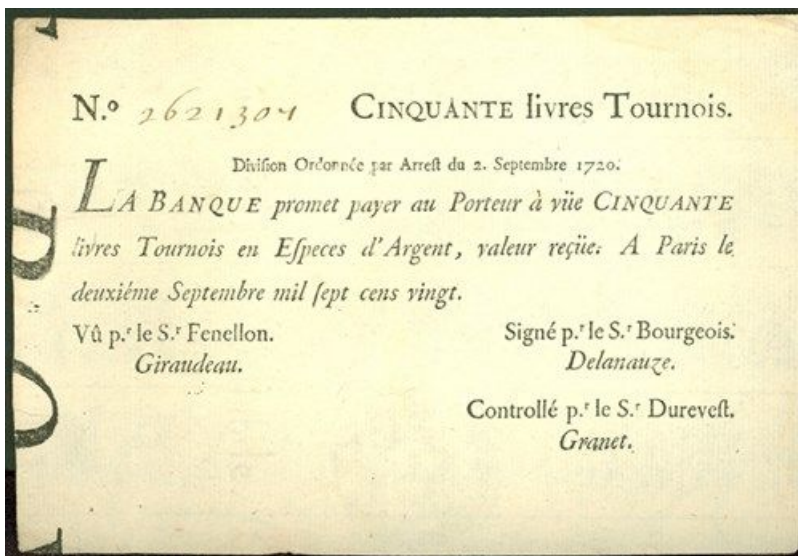 N.º 2621304 CINQUANTE livres Tournois.
Division Ordonnée par Arrest du 2. Septembre 1720.
LA BANQUE promet payer au Porteur à vüe CINQUANTE
livres Tournois en Especes d'Argent, valeur reçüe. A Paris le
deuxiéme Septembre mil sept cens vingt.
Vû p.r le S.r Fenellon.
Giraudeau.
Signé p.r le S.r Bourgeois.
Delanauze.
Controllé p.r le S.r Durevest.
Granet.